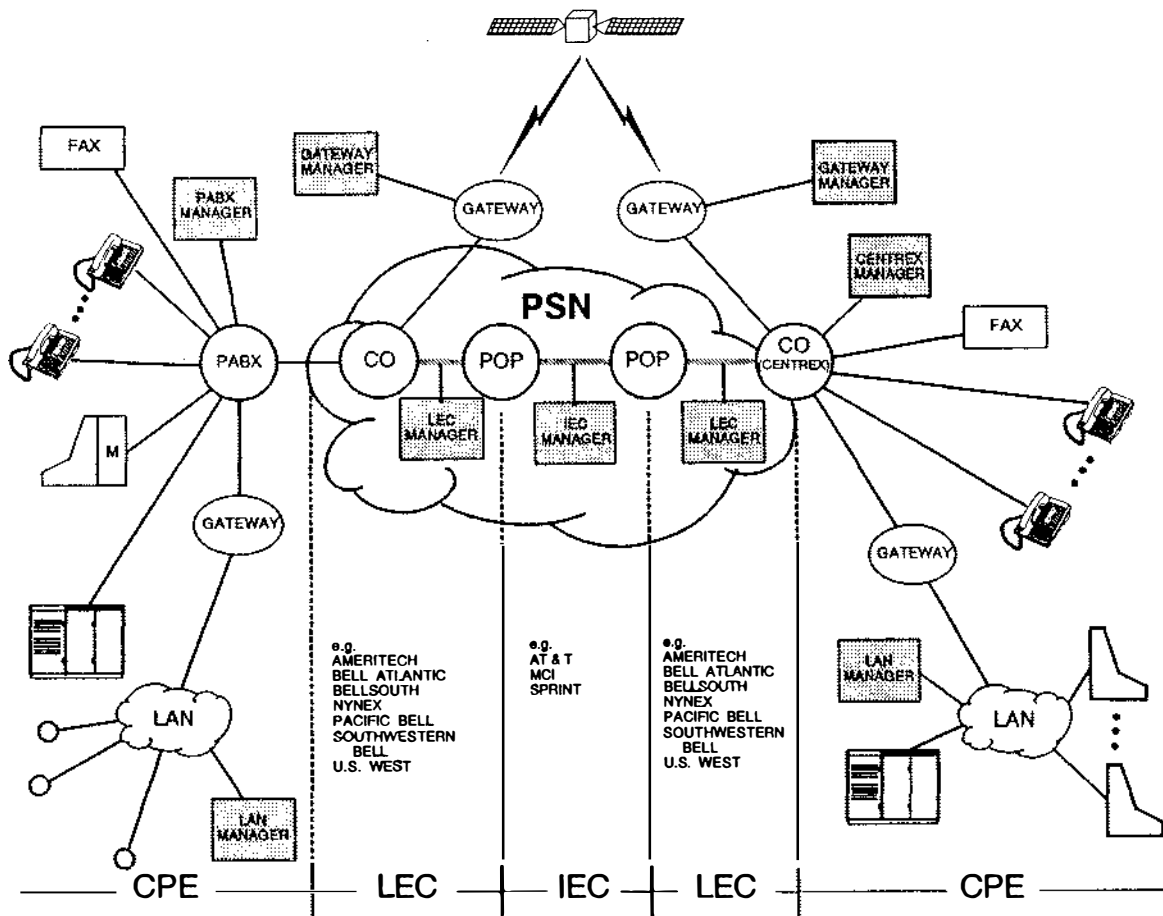 FAX
PABX
MANAGER
GATEWAY
MANAGER
GATEWAY
GATEWAY
GATEWAY
MANAGER
CENTREX
MANAGER
FAX
PSN
PABX
CO
POP
POP
CO
(CENTREX)
LEC
MANAGER
IEC
MANAGER
LEC
MANAGER
M
GATEWAY
GATEWAY
LAN
LAN
MANAGER
e.g.
AMERITECH
BELL ATLANTIC
BELLSOUTH
NYNEX
PACIFIC BELL
SOUTHWESTERN
BELL
U.S. WEST
e.g.
AT & T
MCI
SPRINT
e.g.
AMERITECH
BELL ATLANTIC
BELLSOUTH
NYNEX
PACIFIC BELL
SOUTHWESTERN
BELL
U.S. WEST
LAN
MANAGER
LAN
CPE
LEC
IEC
LEC
CPE